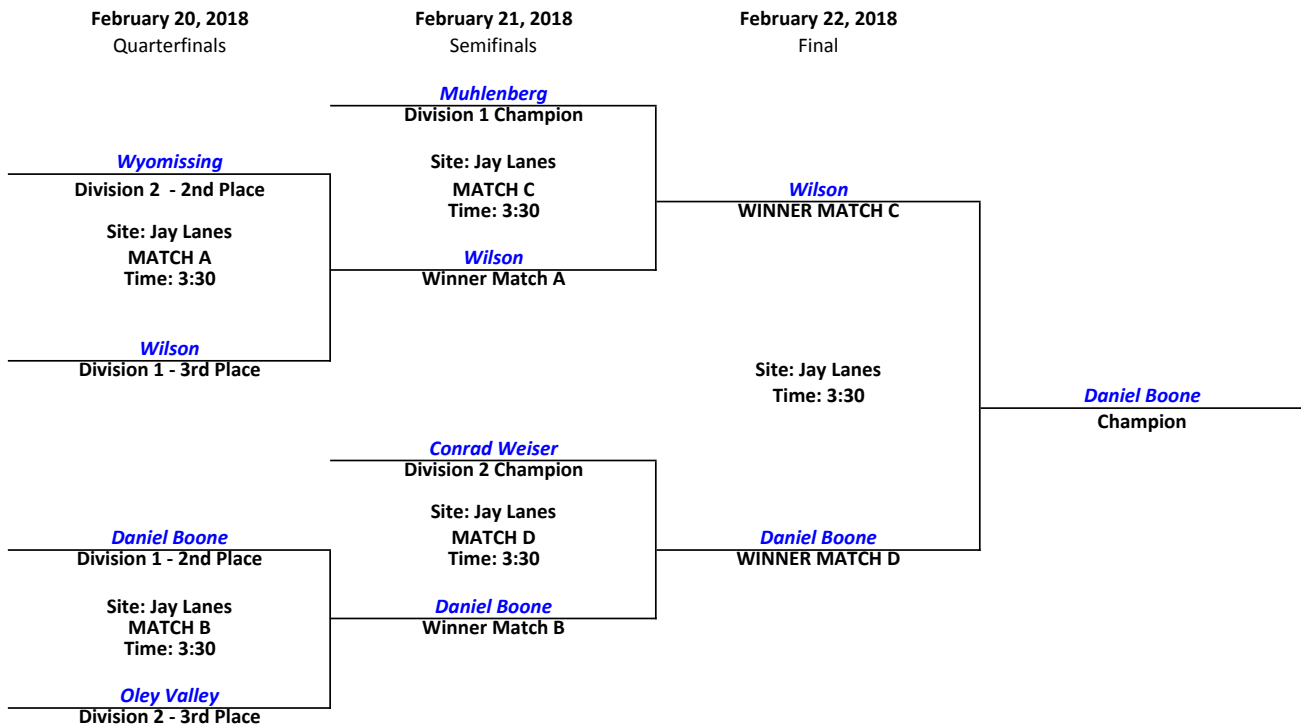 February 20, 2018
Quarterfinals
February 21, 2018
Semifinals
February 22, 2018
Final
Muhlenberg
Division 1 Champion
Wyomissing
Division 2  - 2nd Place
Site: Jay Lanes
MATCH A
Time: 3:30
Site: Jay Lanes
MATCH C
Time: 3:30
Wilson
WINNER MATCH C
Wilson
Winner Match A
Wilson
Division 1 - 3rd Place
Site: Jay Lanes
Time: 3:30
Daniel Boone
Champion
Conrad Weiser
Division 2 Champion
Site: Jay Lanes
MATCH D
Time: 3:30
Daniel Boone
Division 1 - 2nd Place
Daniel Boone
WINNER MATCH D
Site: Jay Lanes
MATCH B
Time: 3:30
Daniel Boone
Winner Match B
Oley Valley
Division 2 - 3rd Place